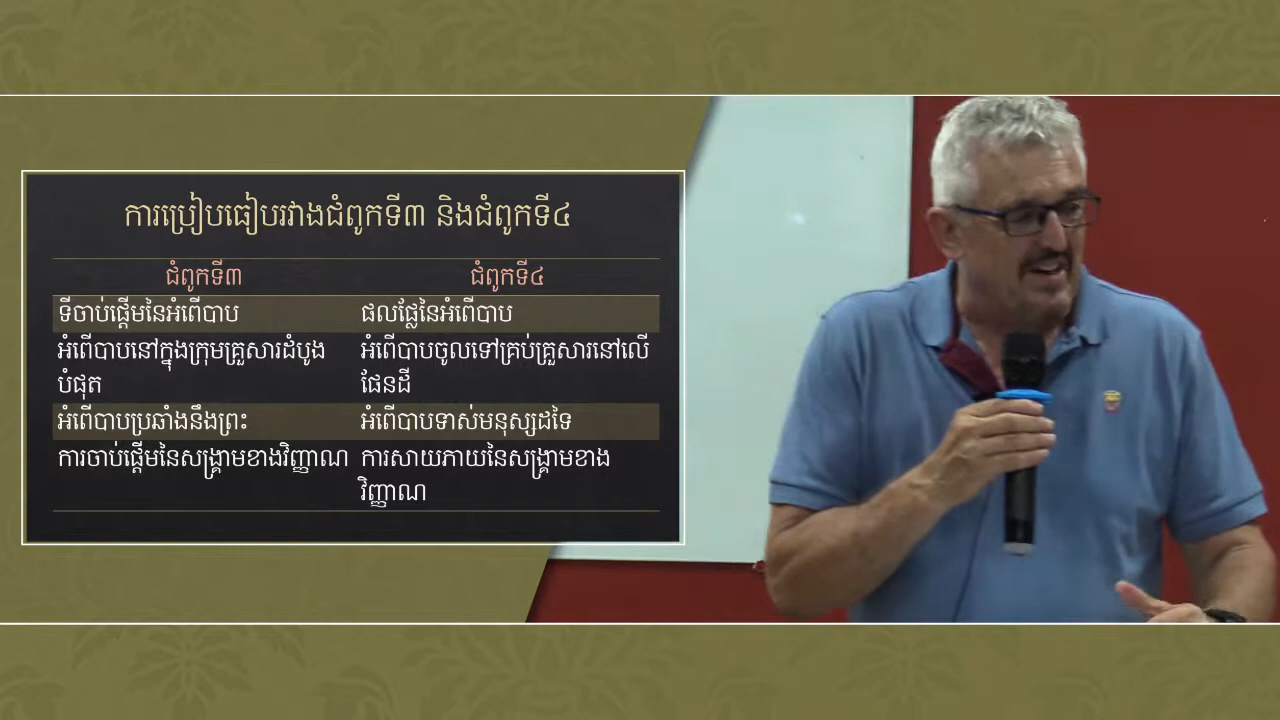 ការប្រៀបធៀបរវាងជំពូកទី៣ និងជំពូកទី៤
ជំពូកទី៣ ជំពូកទី៤
ទីចាប់ផ្តើមនៃអំពើបាប ផលផ្លែនៃអំពើបាប
អំពើបាបនៅក្នុងក្រុមគ្រួសារដំបូង អំពើបាបចូលទៅគ្រប់គ្រួសារនៅលើ
បំផុត ផែនដី
អំពើបាបប្រឆាំងនឹងព្រះ អំពើបាបទាស់មនុស្សដទៃ
ការចាប់ផ្តើមនៃសង្គ្រាមខាងវិញ្ញាណ ការសាយភាយនៃសង្គ្រាមខាង
វិញ្ញាណ